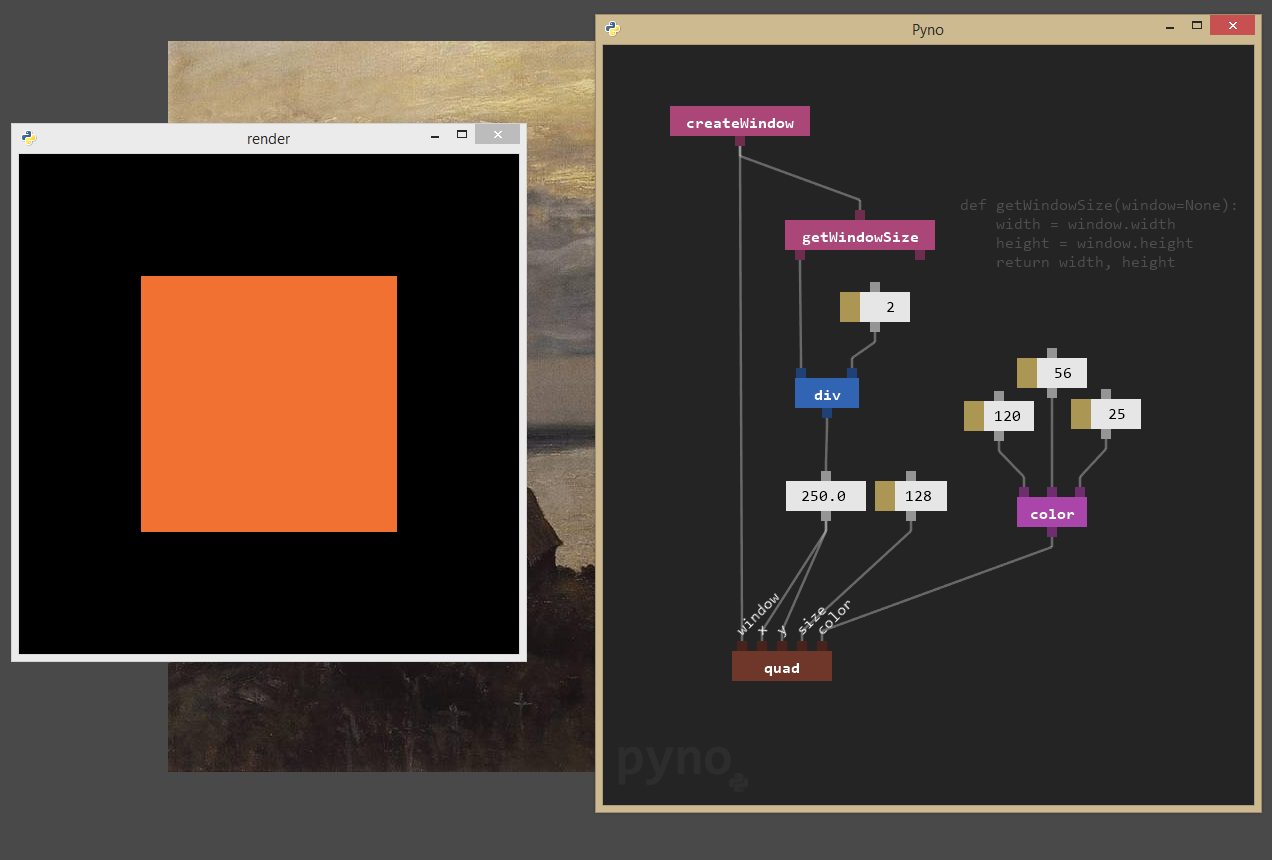 render
Pyno
createWindow
def getWindowSize(window=None):
    width = window.width
    height = window.height
    return width, height
getWindowSize
2
56
div
120
25
250.0
128
color
window
x
y
size
color
quad
pyno